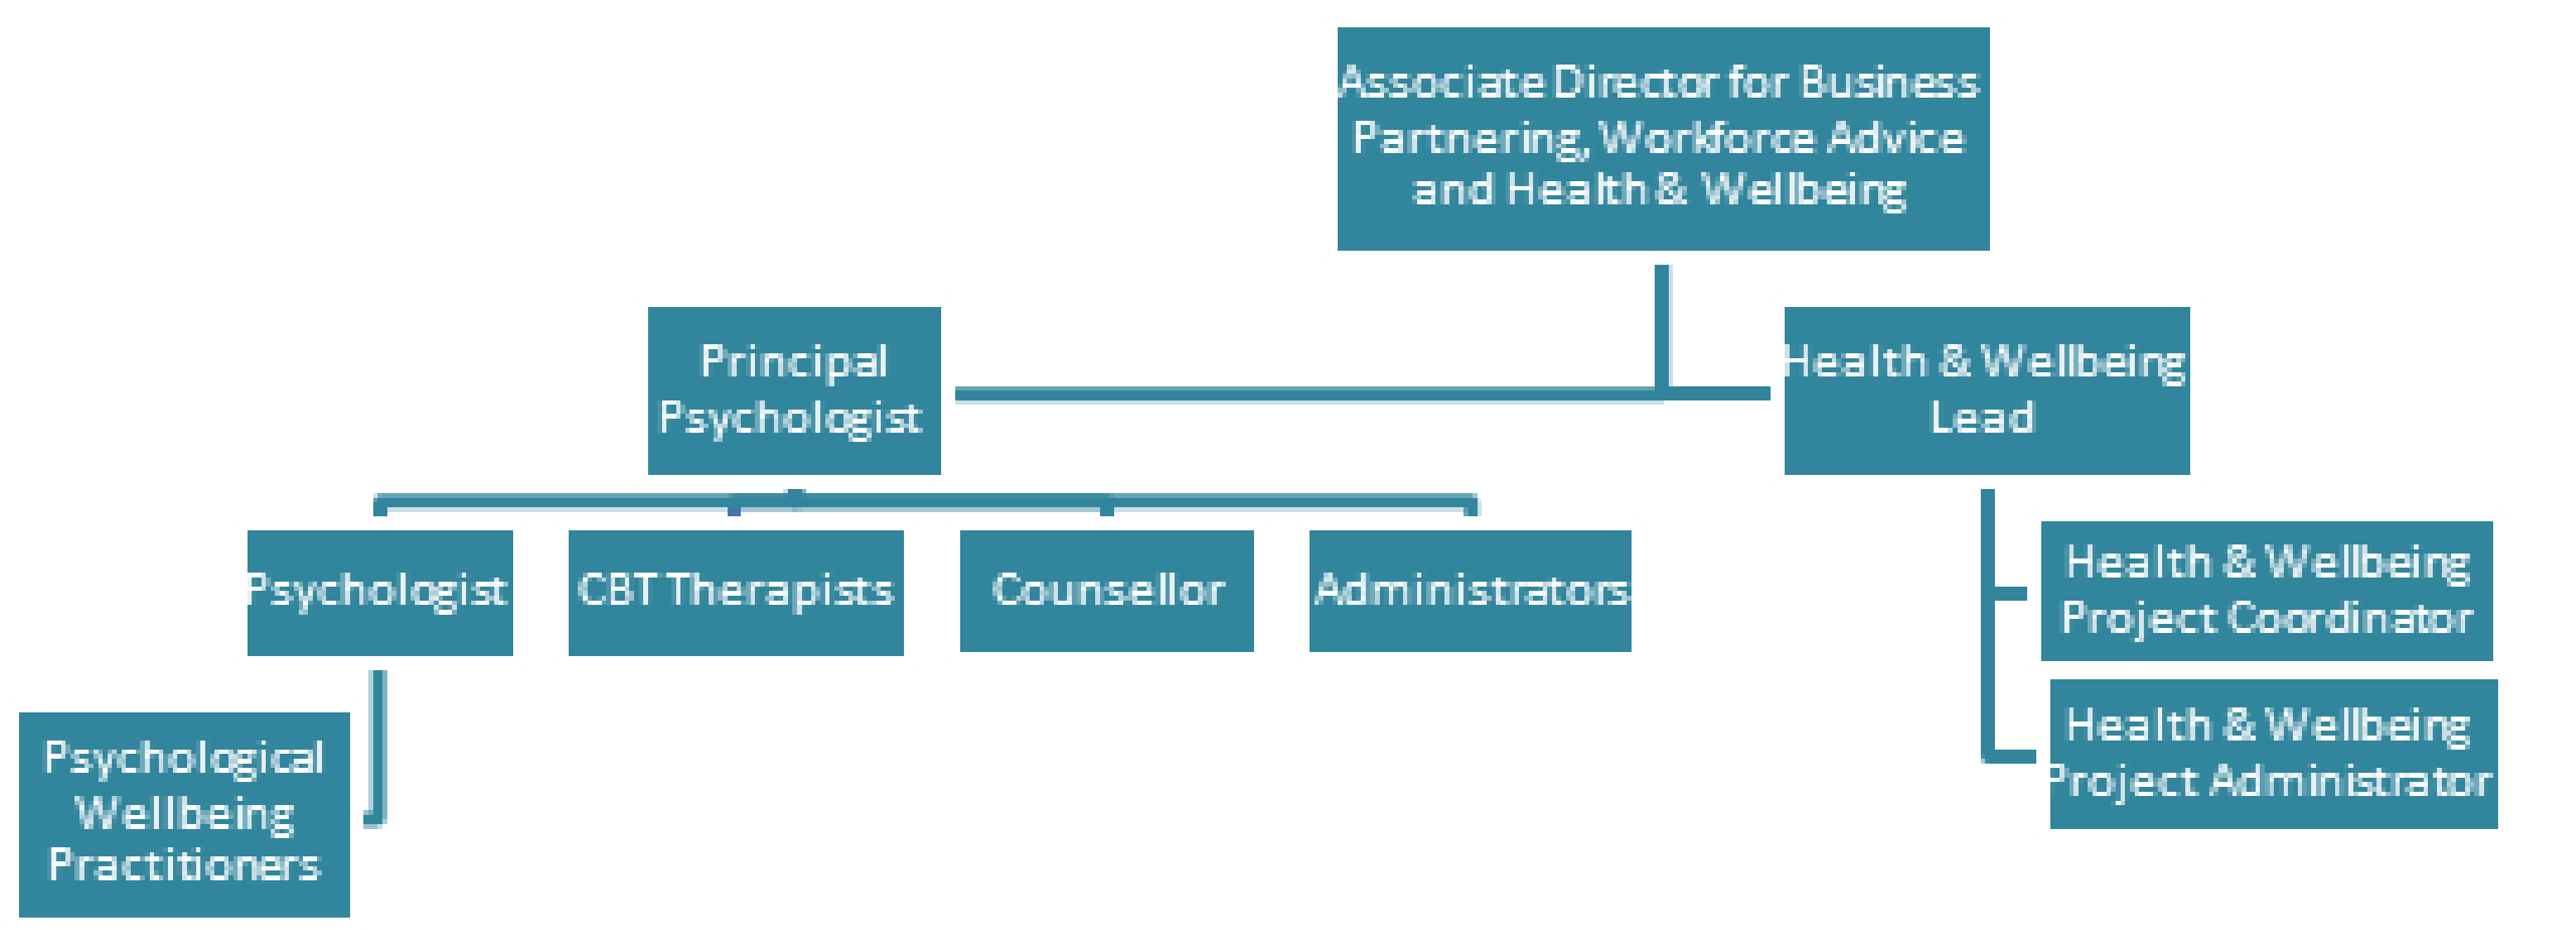 Associate Director for Business
Partnering, Workforce Advice
and Health & Wellbeing
Principal
Psychologist
Health & Wellbeing
Lead
Psychologist
CBT Therapists
Counsellor
Administrators
Health & Wellbeing
Project Coordinator
Health & Wellbeing
Project Administrator
Psychological
Wellbeing
Practitioners